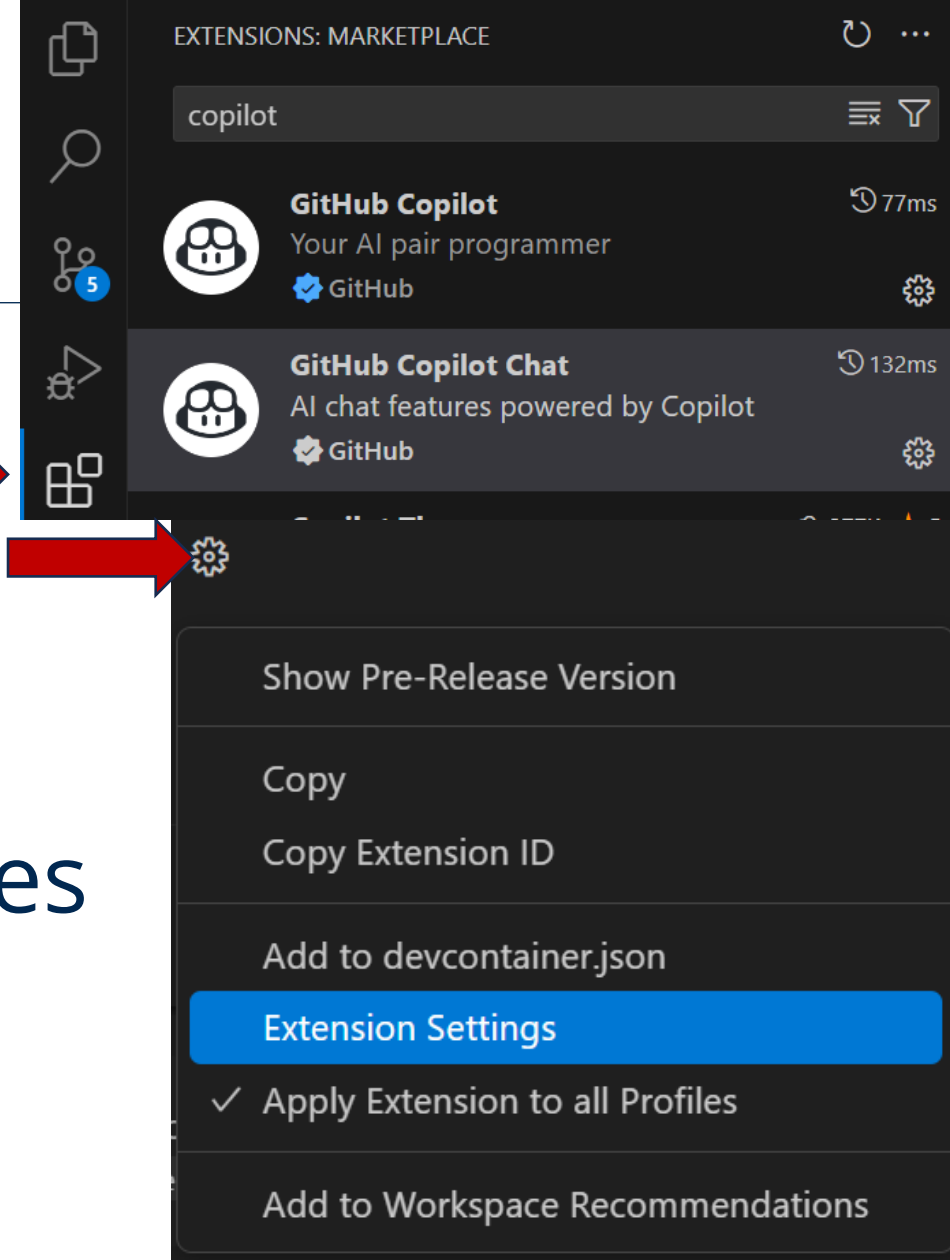 EXTENSIONS: MARKETPLACE
copilot
GitHub Copilot
77ms
Your AI pair programmer
GitHub
5
GitHub Copilot Chat
132ms
AI chat features powered by Copilot
GitHub
Show Pre-Release Version
Copy
Copy Extension ID
es
Add to devcontainer.json
Extension Settings
Apply Extension to all Profiles
Add to Workspace Recommendations